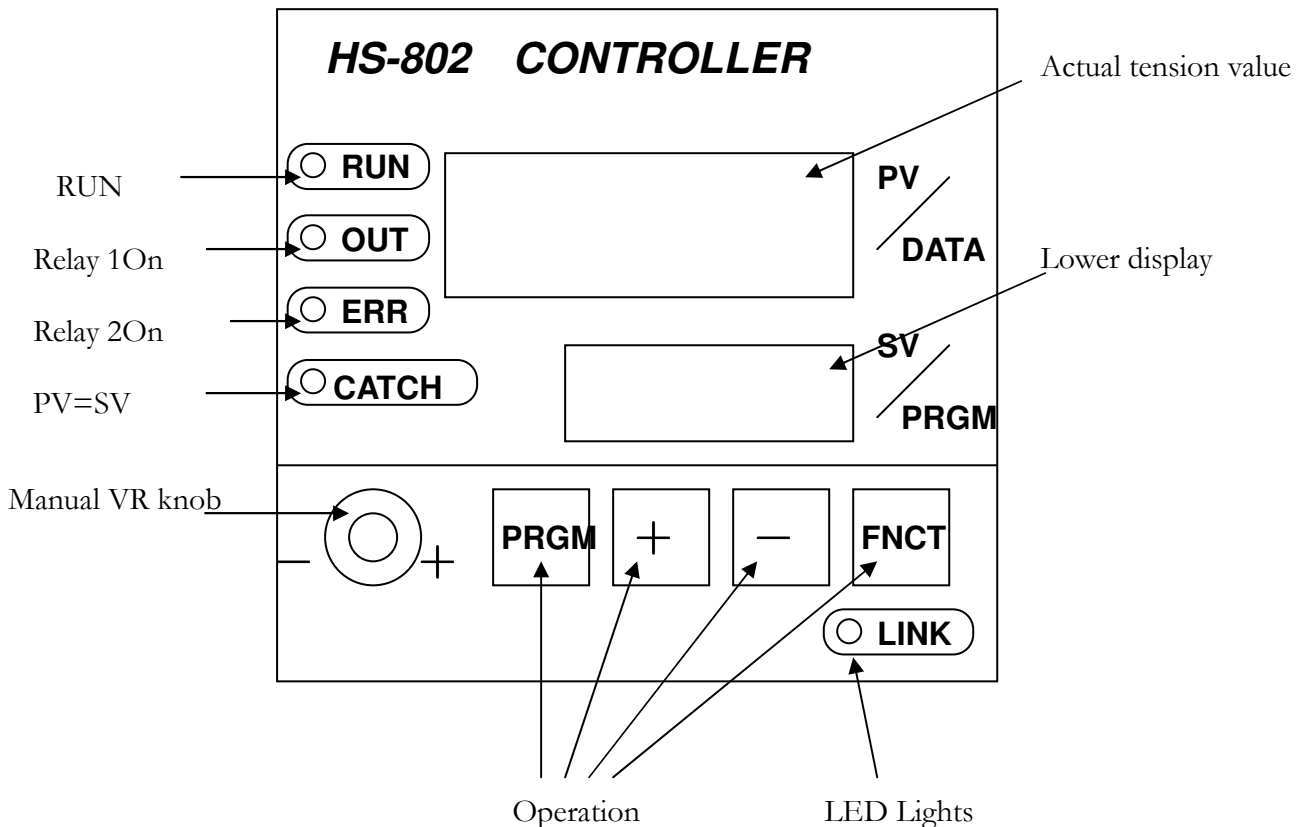 HS-802 CONTROLLER
Actual tension value
RUN
RUN
PV
DATA
OUT
Relay 1On
Lower display
ERR
Relay 2On
SV
CATCH
PV=SV
PRGM
Manual VR knob
− +
PRGM + − FNCT
LINK
Operation
LED Lights